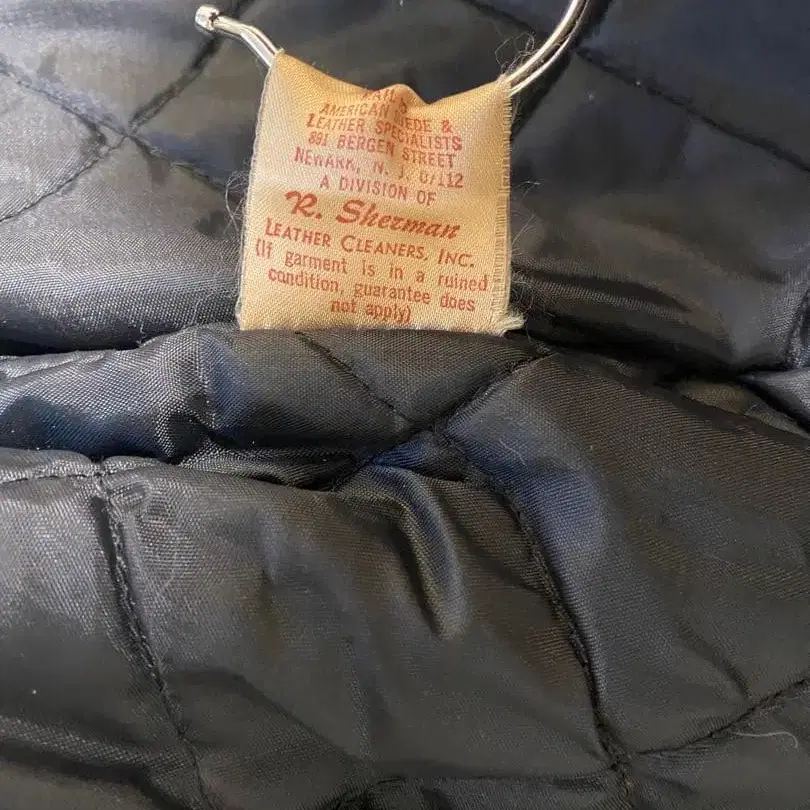 AMERICAN SUEDE &
LEATHER SPECIALISTS
891 BERGEN STREET
NEWARK, N. J. 07112
A DIVISION OF
R. Sherman
LEATHER CLEANERS, INC.
(If garment is in a ruined
condition, guarantee does
not apply)